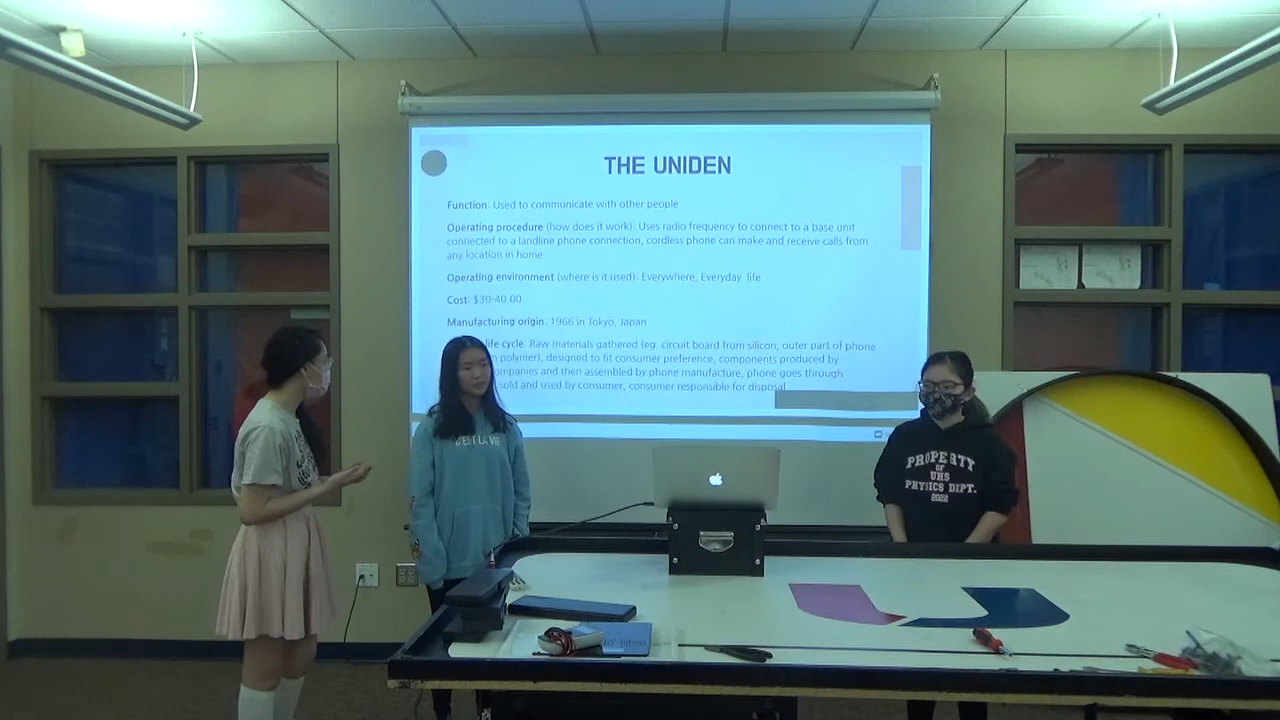 THE UNIDEN
Function: Used to communicate with other people
Operating procedure (how does it work): Uses radio frequency to connect to a base unit
connected to a landline phone connection, cordless phone can make and receive calls from
any location in home
Operating environment (where is it used): Everywhere, Everyday life
Cost: $30-40.00
Manufacturing origin: 1966 in Tokyo, Japan
life cycle: Raw materials gathered (eg. circuit board from silicon, outer part of phone
polymer), designed to fit consumer preference, components produced by
and then assembled by phone manufacture, phone goes through
sold and used by consumer, consumer responsible for disposal
C'EST LA VIE
PROPERTY
OF
UHS
PHYSICS DEPT.
2022